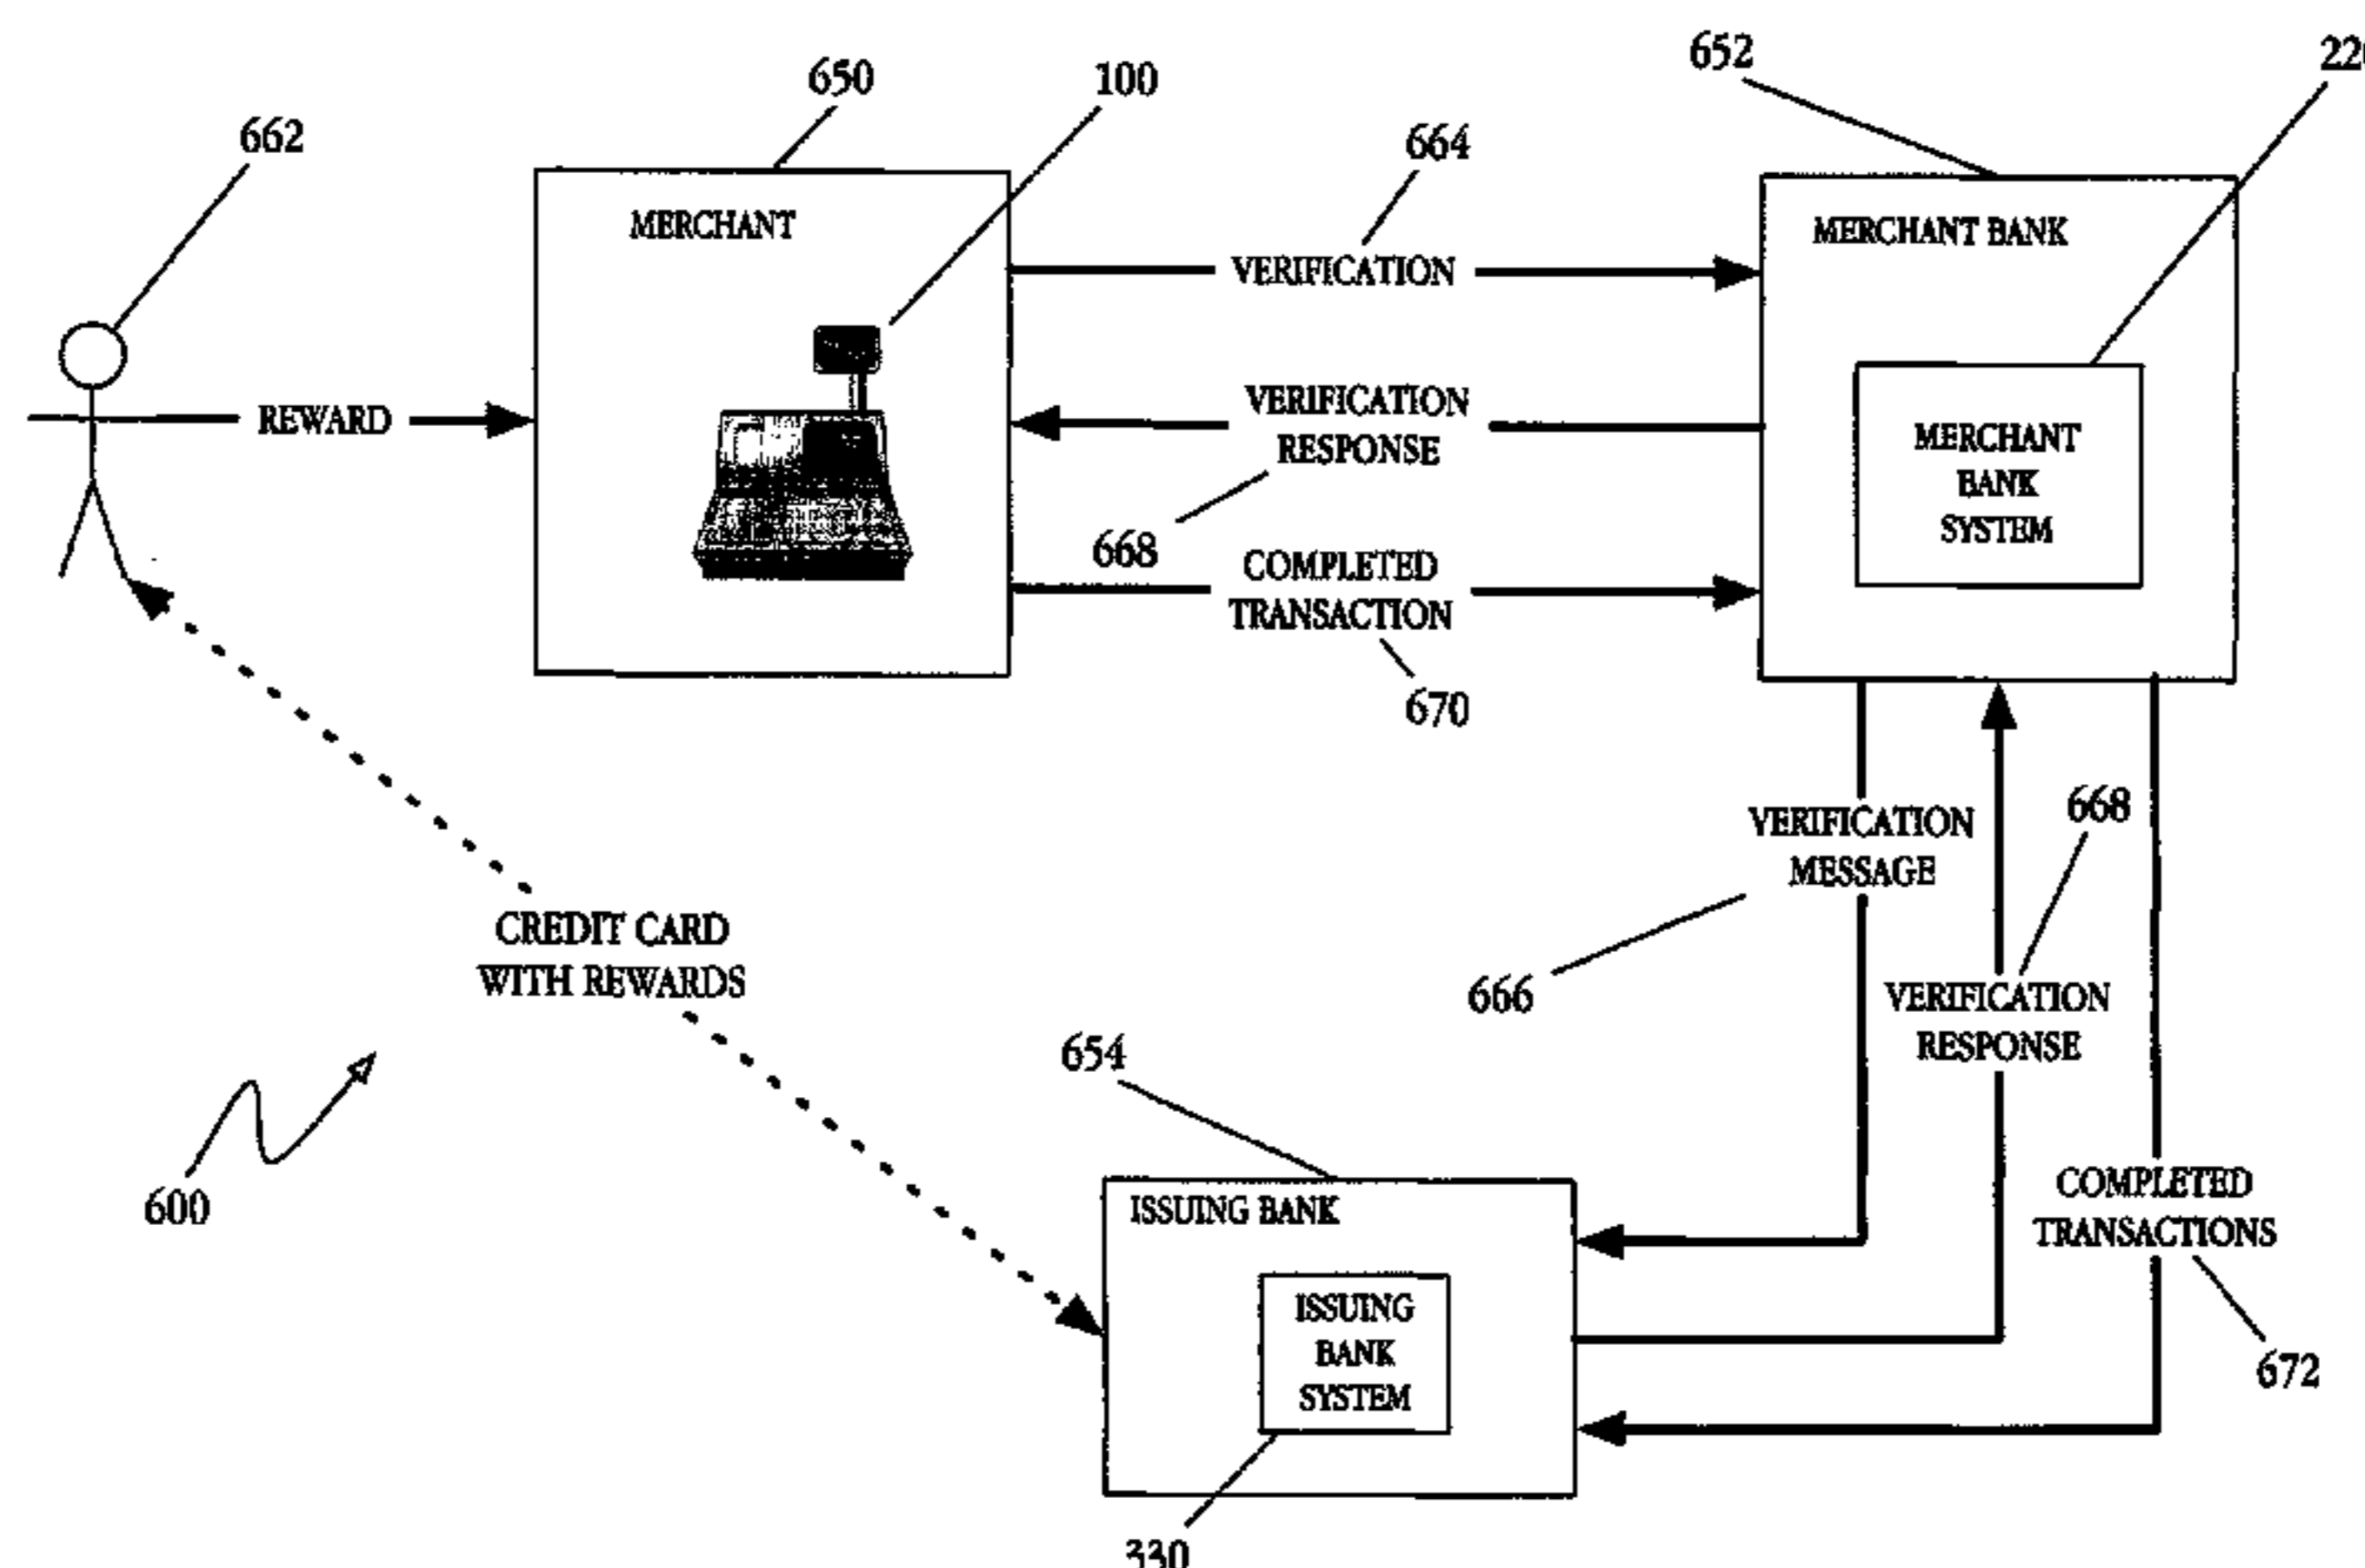 650
100
652
662
664
MERCHANT
MERCHANT BANK
VERIFICATION
REWARD
VERIFICATION
RESPONSE
MERCHANT
BANK
SYSTEM
668
COMPLETED
TRANSACTION
670
VERIFICATION
MESSAGE
668
CREDIT CARD
WITH REWARDS
666
VERIFICATION
RESPONSE
654
600
ISSUING BANK
COMPLETED
TRANSACTIONS
ISSUING
BANK
SYSTEM
672
330